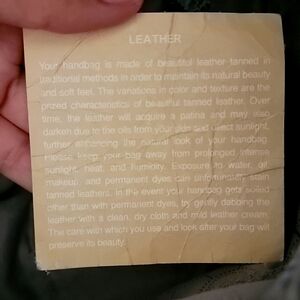 LEATHER
Your handbag is made of beautiful leather tanned in
traditional methods in order to maintain its natural beauty
and soft feel. The variations in color and texture are the
prized characteristics of beautiful tanned leather. Over
time, the leather will acquire a patina and may also
darken due to the oils from your skin and direct sunlight,
further enhancing the natural look of your handbag.
Please keep your bag away from prolonged, intense
sunlight, heat, and humidity. Exposure to water, oil,
makeup, and permanent dyes can unfortunately stain
tanned leathers. In the event your handbag gets soiled
other than with permanent dyes, try gently dabbing the
leather with a clean, dry cloth and mild leather cream.
The care with which you use and look after your bag will
preserve its beauty.